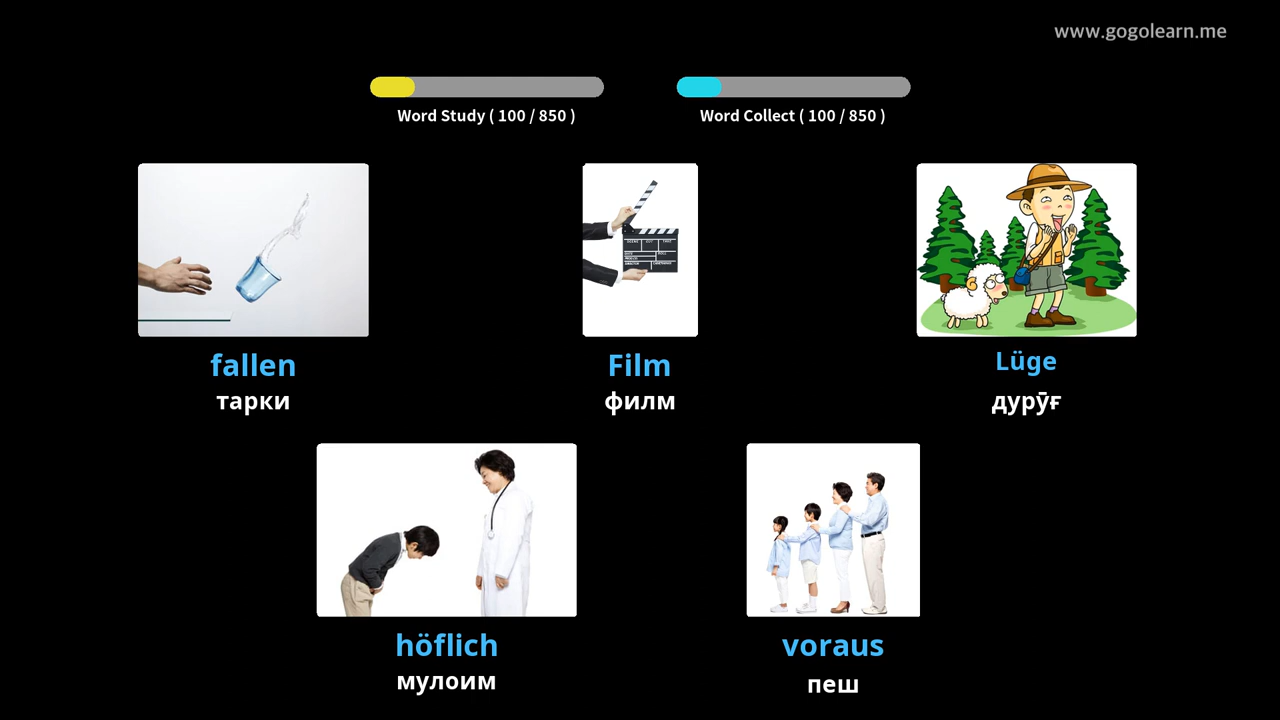 www.gogolearn.me
Word Study ( 100 / 850 )
Word Collect ( 100 / 850 )
fallen
тарки
Film
филм
Lüge
дурӯғ
höflich
мулоим
voraus
пеш